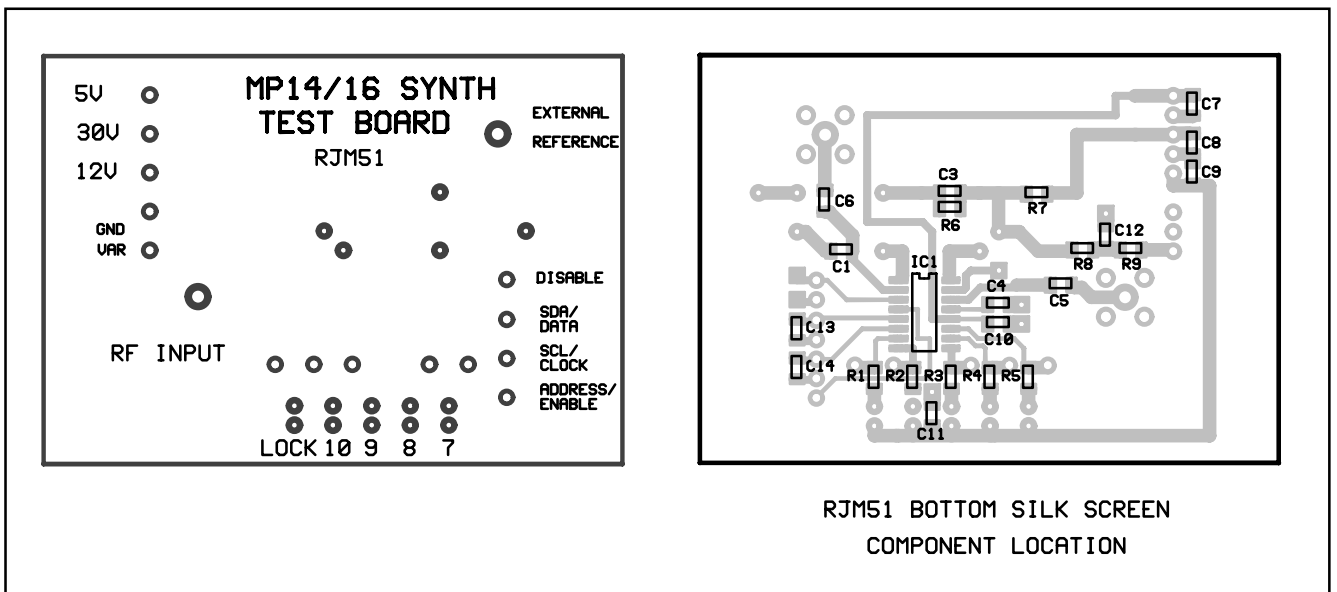 MP14/16 SYNTH
TEST BOARD
RJM51
5V
30V
12V
GND
VAR
EXTERNAL
REFERENCE
RF INPUT
DISABLE
SDA/
DATA
SCL/
CLOCK
ADDRESS/
ENABLE
LOCK 10 9 8 7
C7
C8
C9
C3
C6
R6
R7
C12
C1
IC1
R8
R9
C4
C5
C13
C10
C14
R1
R2
R3
R4
R5
C11
RJM51 BOTTOM SILK SCREEN
COMPONENT LOCATION